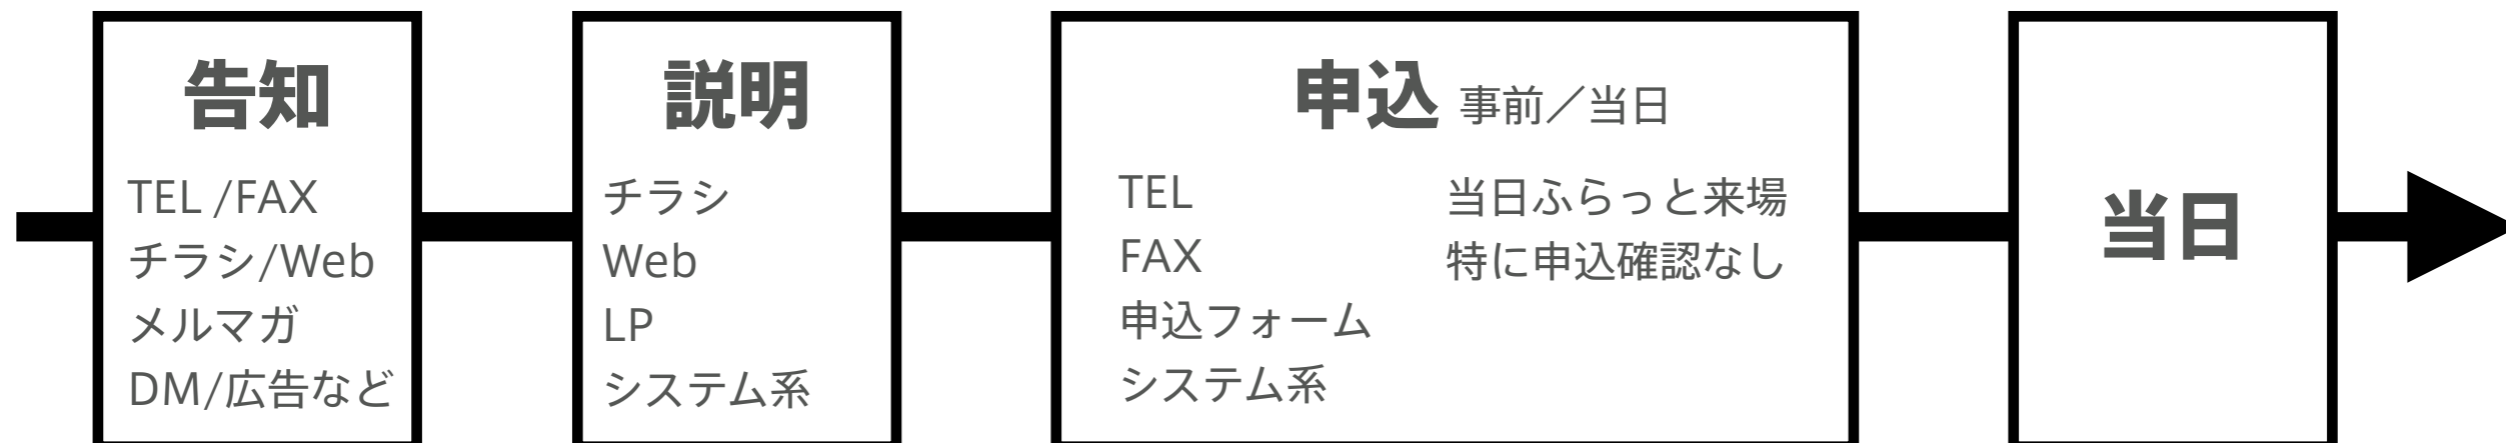 告知
TEL /FAX
チラシ/Web
メルマガ
DM/広告など
説明
チラシ
Web
LP
システム系
申込 事前／当日
TEL
FAX
申込フォーム
システム系
当日ふらっと来場
特に申込確認なし
当日